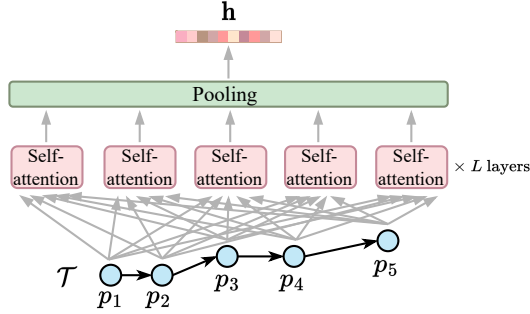 h
Pooling
Self-attention Self-attention Self-attention Self-attention Self-attention
× L layers
𝒯
p₁ p₂ p₃ p₄ p₅